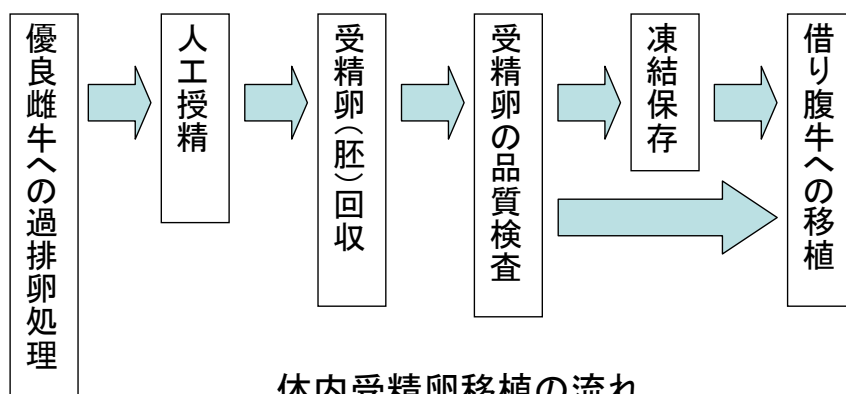 優良雌牛への過排卵処理
人工授精
受精卵(胚)回収
受精卵の品質検査
凍結保存
借り腹牛への移植
体内受精卵移植の流れ